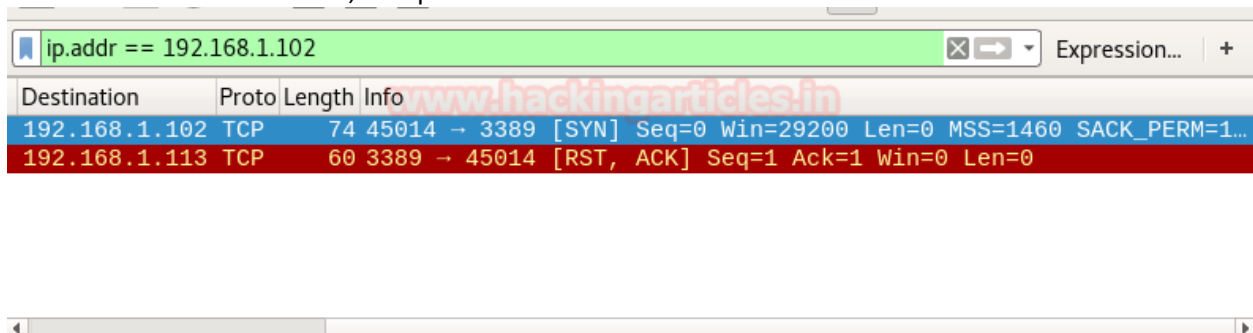 ip.addr == 192.168.1.102 Expression... +
Destination Proto Length Info
www.hackingarticles.in
192.168.1.102 TCP 74 45014 → 3389 [SYN] Seq=0 Win=29200 Len=0 MSS=1460 SACK_PERM=1…
192.168.1.113 TCP 60 3389 → 45014 [RST, ACK] Seq=1 Ack=1 Win=0 Len=0